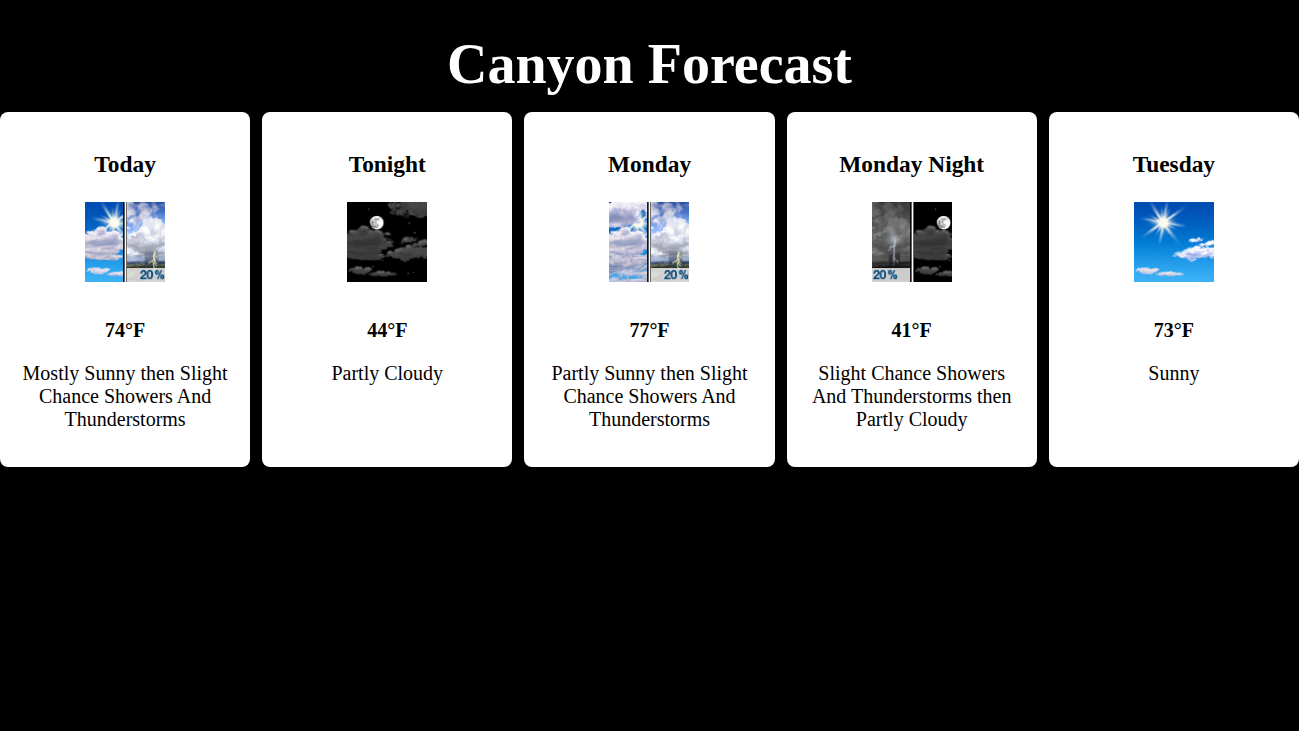 Canyon Forecast
Today
20%
74°F
Mostly Sunny then Slight
Chance Showers And
Thunderstorms
Tonight
44°F
Partly Cloudy
Monday
20%
77°F
Partly Sunny then Slight
Chance Showers And
Thunderstorms
Monday Night
20%
41°F
Slight Chance Showers
And Thunderstorms then
Partly Cloudy
Tuesday
73°F
Sunny